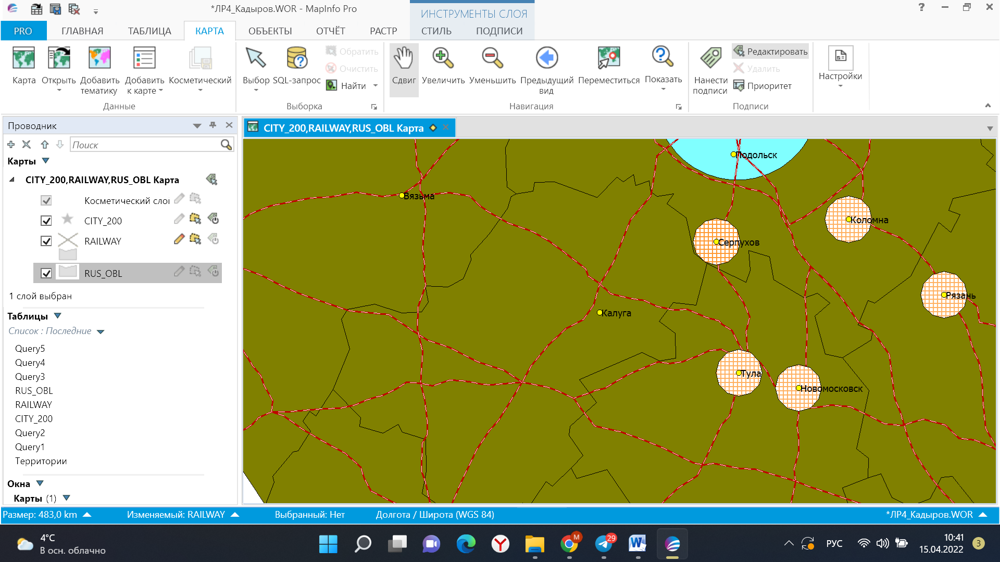 *ЛР4_Кадыров.WOR - MapInfo Pro
ИНСТРУМЕНТЫ СЛОЯ
?
PRO ГЛАВНАЯ ТАБЛИЦА КАРТА ОБЪЕКТЫ ОТЧЁТ РАСТР СТИЛЬ ПОДПИСИ
Карта
Открыть
Добавить тематику
Добавить к карте
Косметический
Данные
Выбор
SQL-запрос
Обратить
Очистить
Найти
Выборка
Сдвиг
Увеличить
Уменьшить
Предыдущий вид
Переместиться
Показать
Навигация
Нанести подписи
Редактировать
Удалить
Приоритет
Подписи
Настройки
Проводник
Поиск
Карты
CITY_200,RAILWAY,RUS_OBL Карта
Косметический сло
CITY_200
RAILWAY
RUS_OBL
1 слой выбран
Таблицы
Список : Последние
Query5
Query4
Query3
RUS_OBL
RAILWAY
CITY_200
Query2
Query1
Территории
Окна
Карты (1)
CITY_200,RAILWAY,RUS_OBL Карта
Подольск
Вязьма
Коломна
Серпухов
Рязань
Калуга
Тула
Новомосковск
Размер: 483,0 km
Изменяемый: RAILWAY
Выбранный: Нет
Долгота / Широта (WGS 84)
*ЛР4_Кадыров.WOR
4°C
В осн. облачно
М
29
РУС
10:41
15.04.2022
3